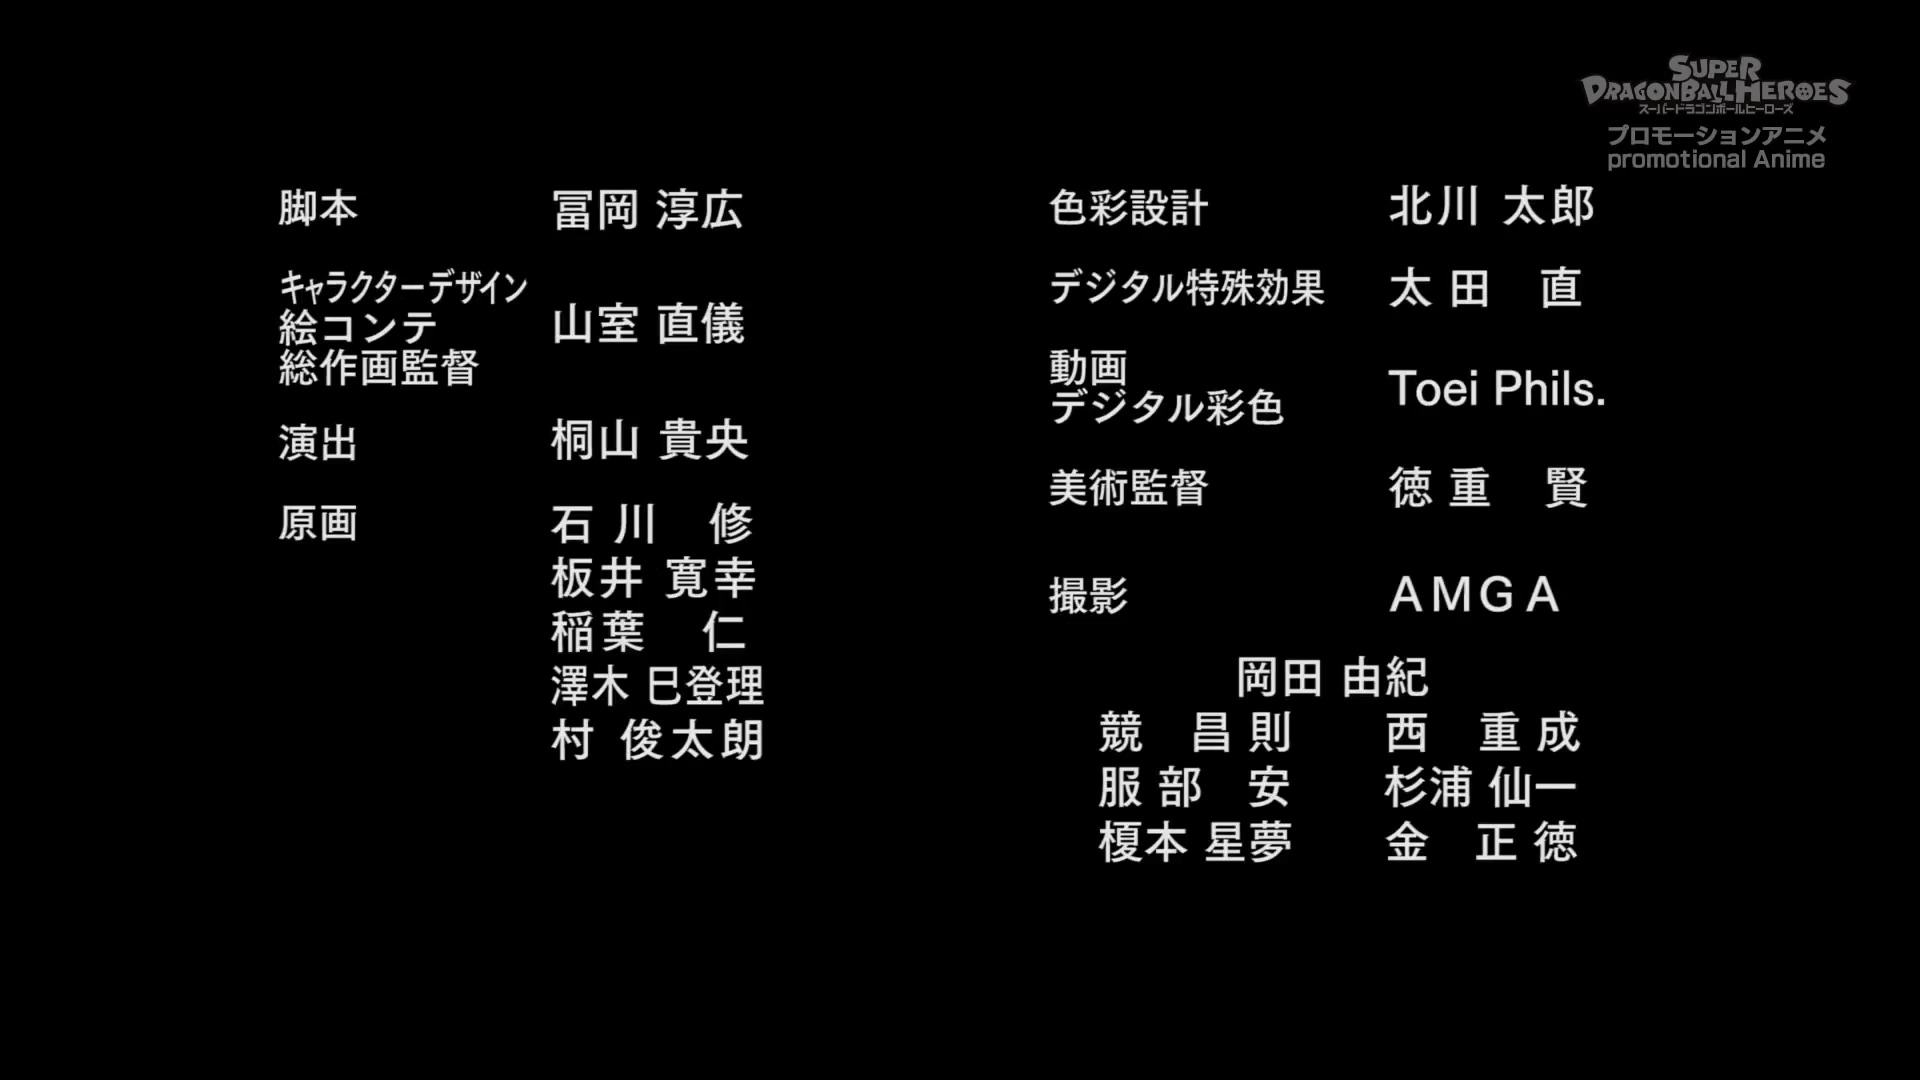 SUPER
DRAGONBALL HEROES
スーパードラゴンボールヒーローズ
プロモーションアニメ
promotional Anime
脚本 冨岡 淳広
キャラクターデザイン
絵コンテ
総作画監督
山室 直儀
演出 桐山 貴央
原画 石川 修
板井 寛幸
稲葉 仁
澤木 巳登理
村 俊太朗
色彩設計 北川 太郎
デジタル特殊効果 太田 直
動画
デジタル彩色
Toei Phils.
美術監督 徳重 賢
撮影 AMGA
岡田 由紀
競 昌則 西 重成
服部 安 杉浦 仙一
榎本 星夢 金 正徳